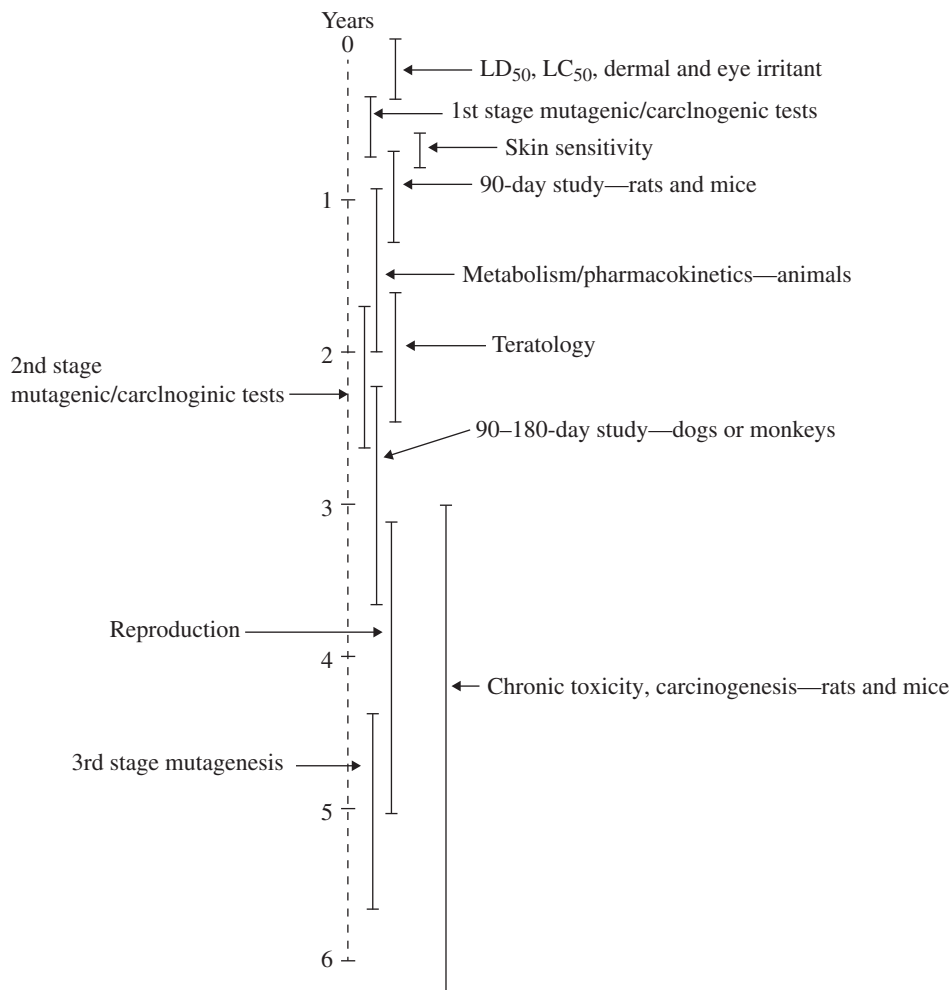 Years
0
LD50, LC50, dermal and eye irritant
1st stage mutagenic/carclnogenic tests
Skin sensitivity
90-day study—rats and mice
1
Metabolism/pharmacokinetics—animals
Teratology
2
2nd stage
mutagenic/carclnoginic tests
90–180-day study—dogs or monkeys
3
Reproduction
4
Chronic toxicity, carcinogenesis—rats and mice
3rd stage mutagenesis
5
6